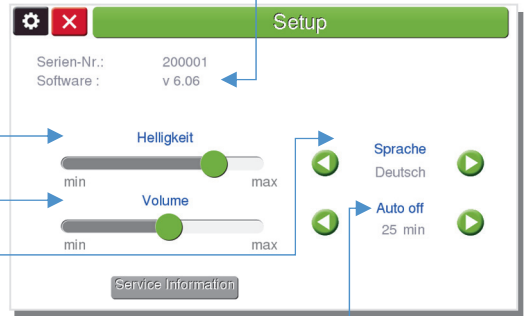 Setup
Serien-Nr.: 200001
Software : v 6.06
Helligkeit
min max
Sprache
Deutsch
Volume
min max
Auto off
25 min
Service Information